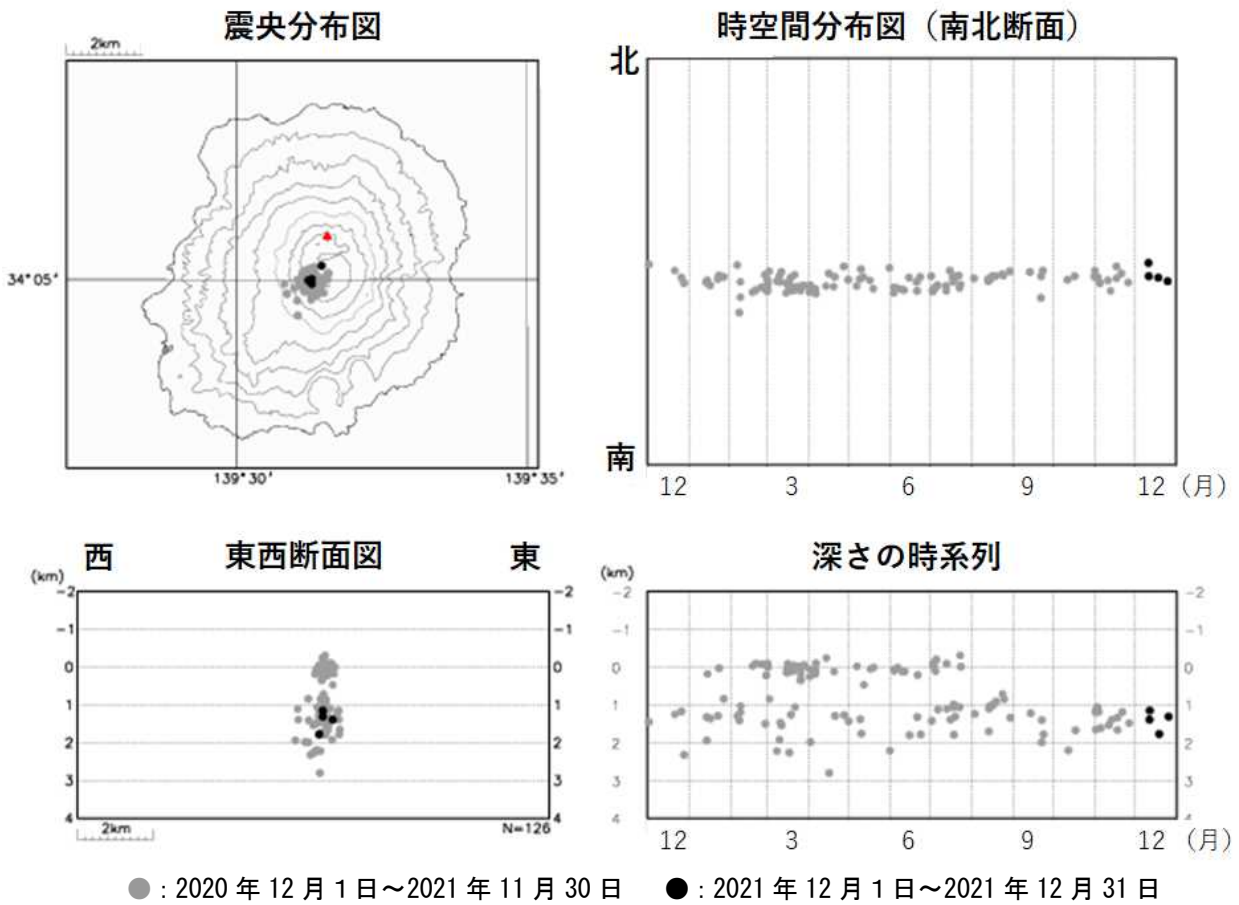 震央分布図
2km
34°05'
139°30'
139°35'
時空間分布図（南北断面）
北
南
12 3 6 9 12 (月)
西 東西断面図 東
(km)
-2 -2
-1 -1
0 0
1 1
2 2
3 3
4 4
2km
N=126
深さの時系列
(km)
-2 -2
-1 -1
0 0
1 1
2 2
3 3
4 4
12 3 6 9 12 (月)
●：2020 年 12 月 1 日～2021 年 11 月 30 日 ●：2021 年 12 月 1 日～2021 年 12 月 31 日